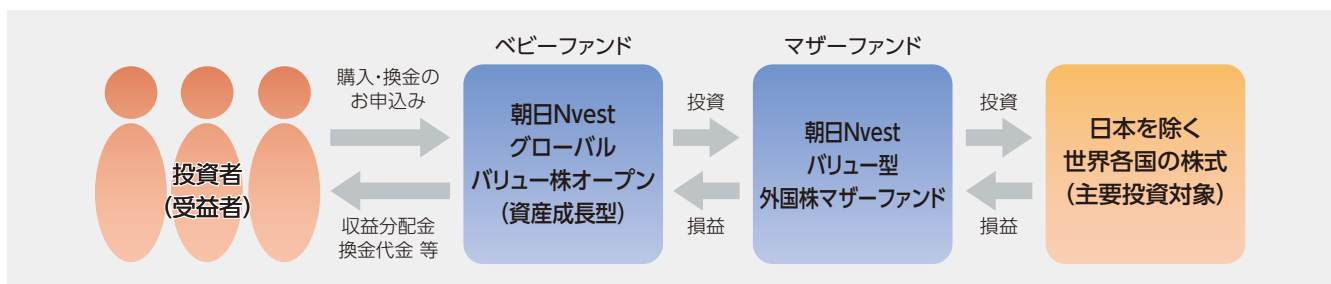 ベビーファンド
マザーファンド
購入・換金の
お申込み
投資者
(受益者)
収益分配金
換金代金 等
朝日Nvest
グローバル
バリュー株オープン
(資産成長型)
投資
損益
朝日Nvest
バリュー型
外国株マザーファンド
投資
損益
日本を除く
世界各国の株式
(主要投資対象)